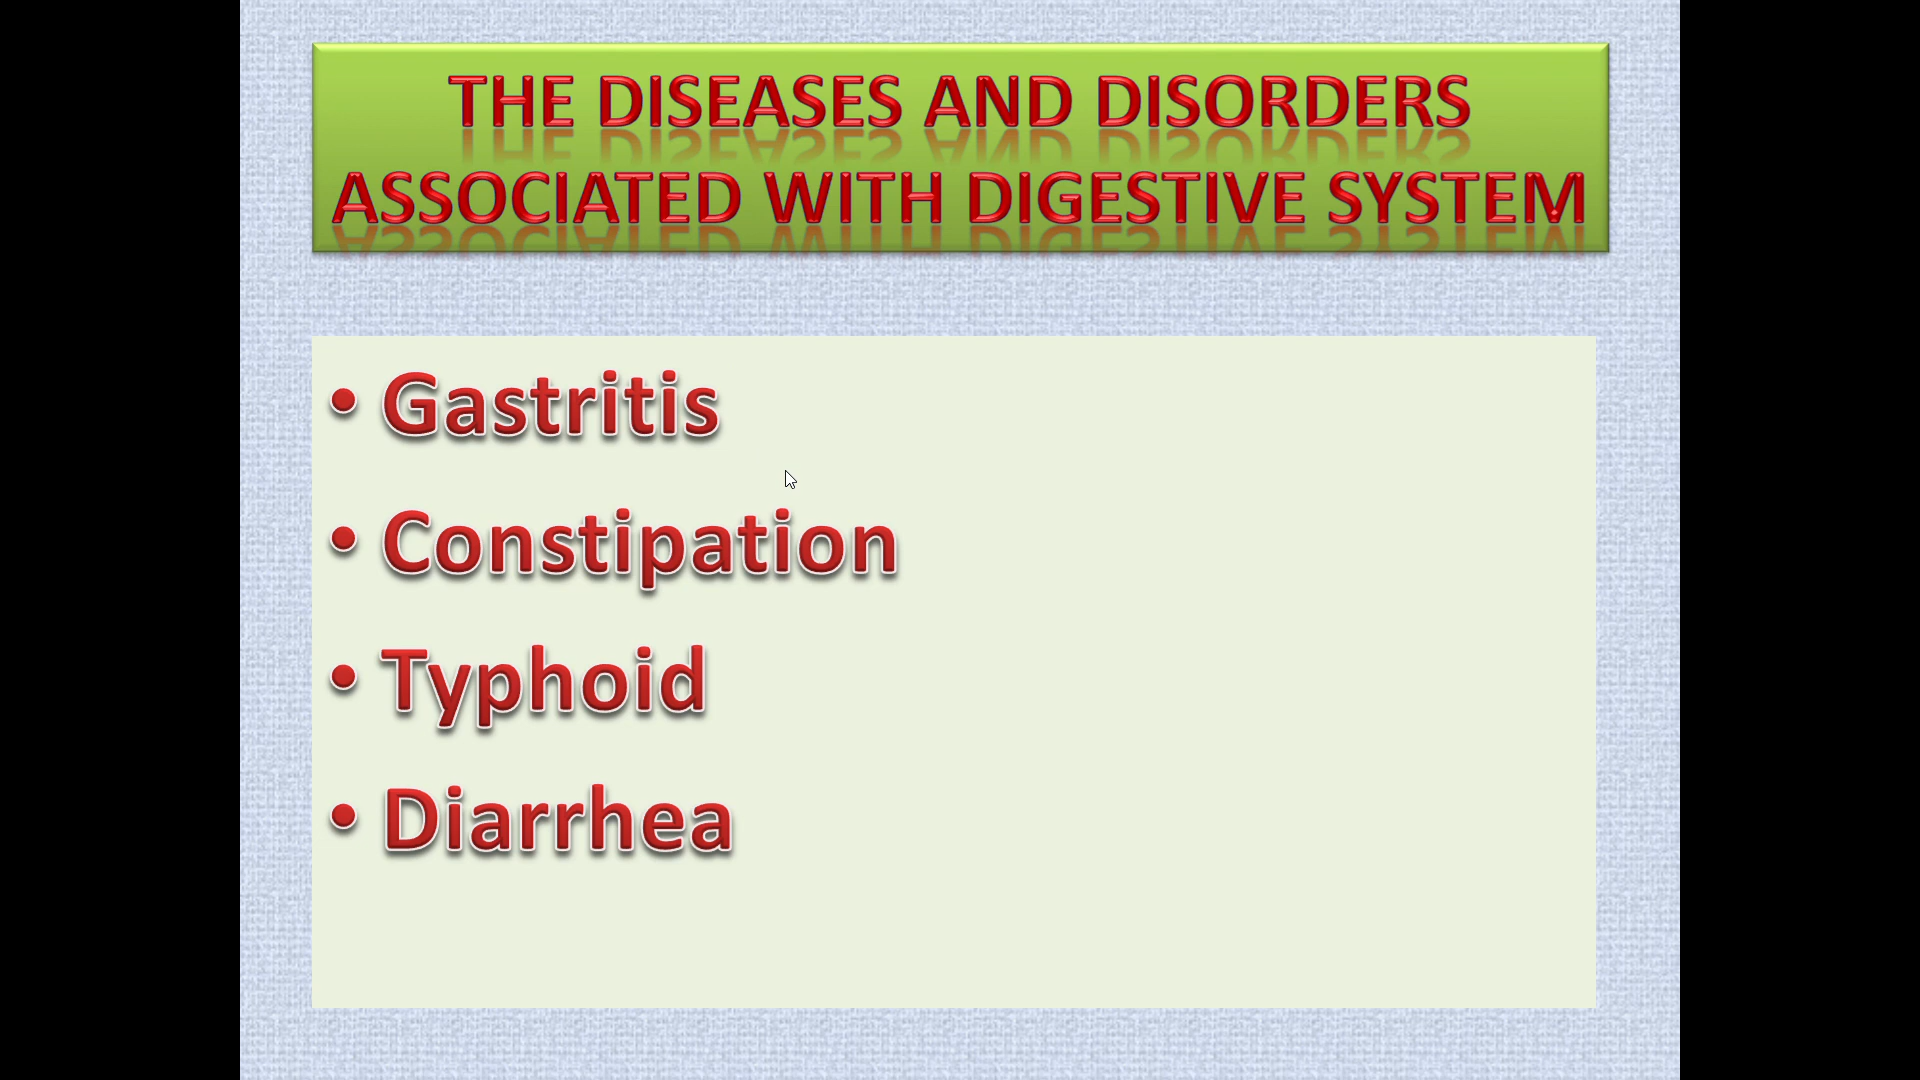 THE DISEASES AND DISORDERS
ASSOCIATED WITH DIGESTIVE SYSTEM
• Gastritis
• Constipation
• Typhoid
• Diarrhea